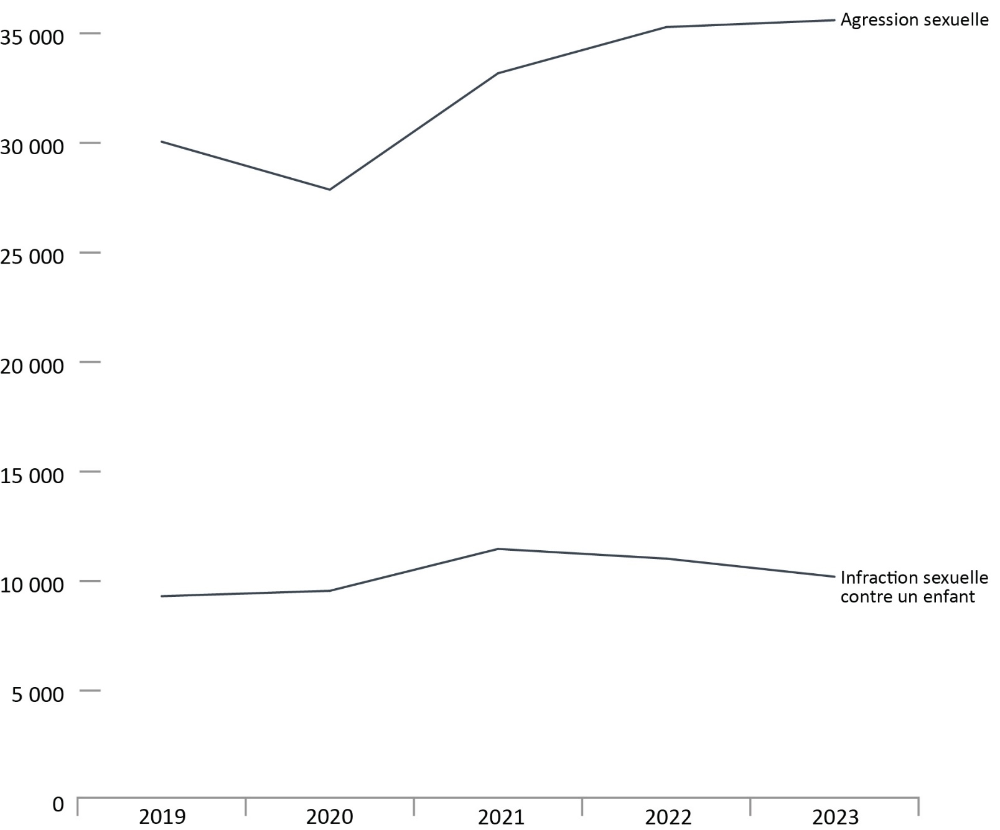 35 000
Agression sexuelle
30 000
25 000
20 000
15 000
10 000
Infraction sexuelle
contre un enfant
5 000
0
2019 2020 2021 2022 2023